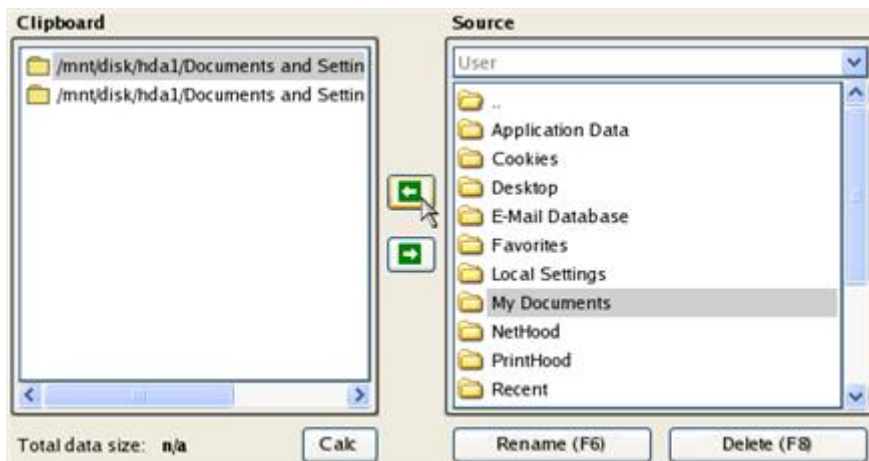 Clipboard
/mnt/disk/hda1/Documents and Settin
/mnt/disk/hda1/Documents and Settin
Total data size: n/a
Calc
Source
User
..
Application Data
Cookies
Desktop
E-Mail Database
Favorites
Local Settings
My Documents
NetHood
PrintHood
Recent
Rename (F6)
Delete (F8)